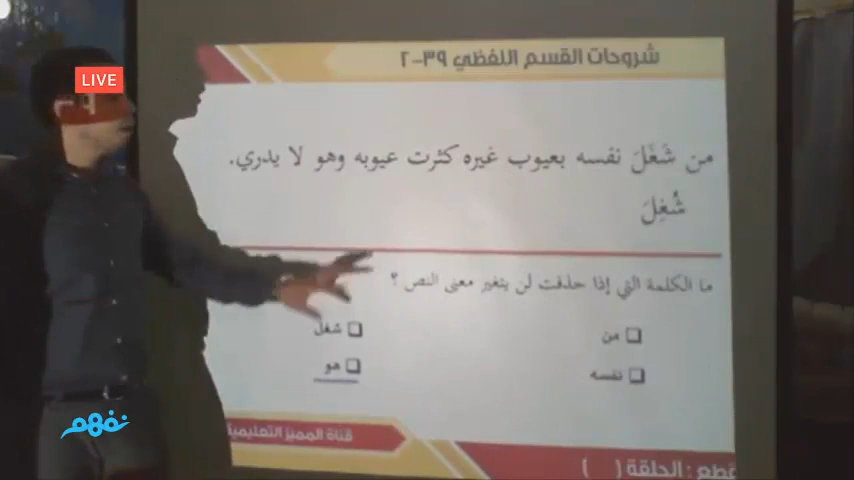 LIVE
شروحات القسم اللفظي ٣٩-٢
من شَغَلَ نفسه بعيوب غيره كثرت عيوبه وهو لا يدري.
شُغِلَ
ما الكلمة التي إذا حذفت لن يتغير معنى النص ؟
من
شغل
نفسه
هو
قناة المميز التعليمية
قطع : الحلقة ( )
نفهم